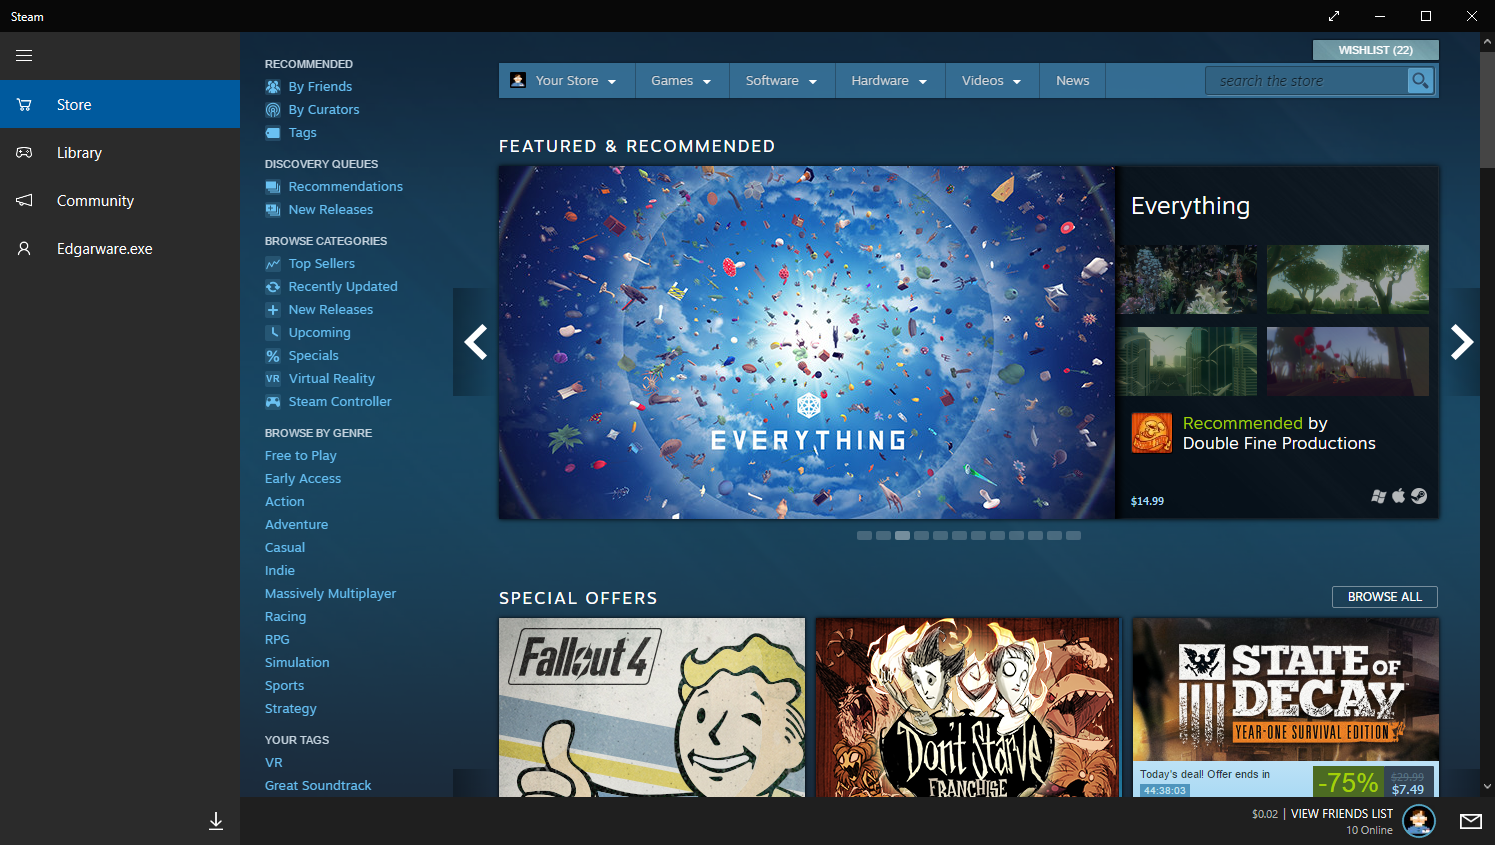 Steam
Store
Library
Community
Edgarware.exe
RECOMMENDED
By Friends
By Curators
Tags
DISCOVERY QUEUES
Recommendations
New Releases
BROWSE CATEGORIES
Top Sellers
Recently Updated
New Releases
Upcoming
Specials
VR Virtual Reality
Steam Controller
BROWSE BY GENRE
Free to Play
Early Access
Action
Adventure
Casual
Indie
Massively Multiplayer
Racing
RPG
Simulation
Sports
Strategy
YOUR TAGS
VR
Great Soundtrack
WISHLIST (22)
Your Store Games Software Hardware Videos News search the store
FEATURED & RECOMMENDED
EVERYTHING
Everything
Recommended by
Double Fine Productions
$14.99
SPECIAL OFFERS
BROWSE ALL
Fallout 4
Don't Starve
FRANCHISE
STATE OF
DECAY
YEAR-ONE SURVIVAL EDITION
Today's deal! Offer ends in
44:38:03
-75%
$29.99
$7.49
$0.02 | VIEW FRIENDS LIST
10 Online